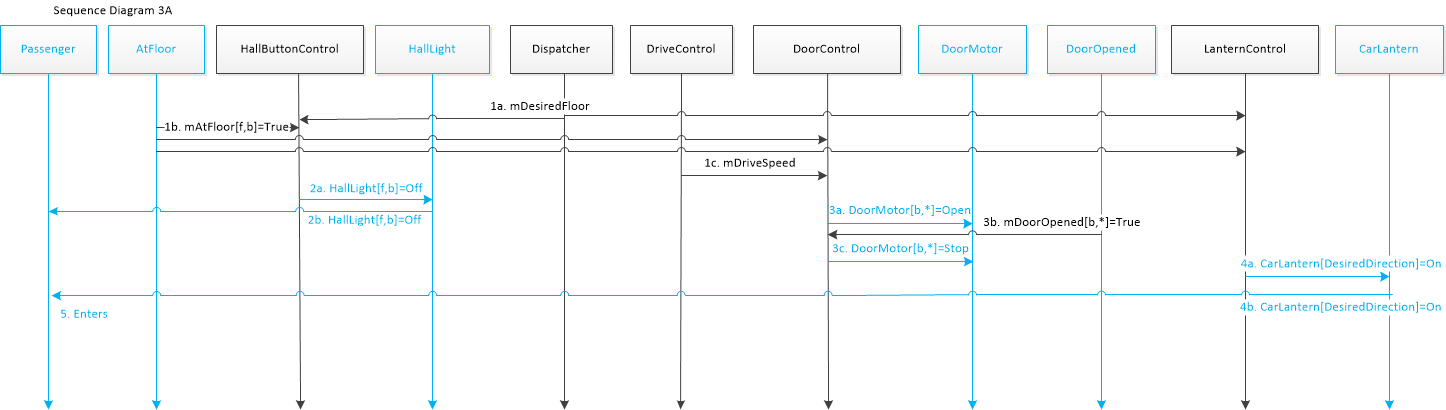 Sequence Diagram 3A
Passenger
AtFloor
HallButtonControl
HallLight
Dispatcher
DriveControl
DoorControl
DoorMotor
DoorOpened
LanternControl
CarLantern
1a. mDesiredFloor
1b. mAtFloor[f,b]=True
1c. mDriveSpeed
2a. HallLight[f,b]=Off
2b. HallLight[f,b]=Off
3a. DoorMotor[b,*]=Open
3b. mDoorOpened[b,*]=True
3c. DoorMotor[b,*]=Stop
4a. CarLantern[DesiredDirection]=On
4b. CarLantern[DesiredDirection]=On
5. Enters